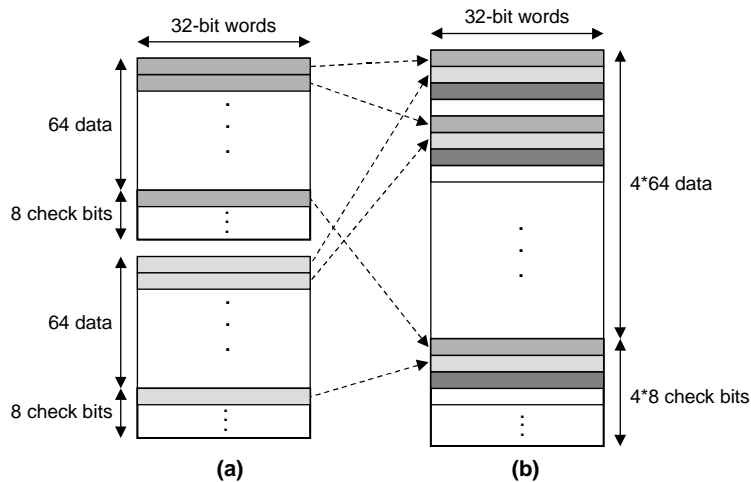 32-bit words
64 data
8 check bits
64 data
8 check bits
(a)
32-bit words
4*64 data
4*8 check bits
(b)